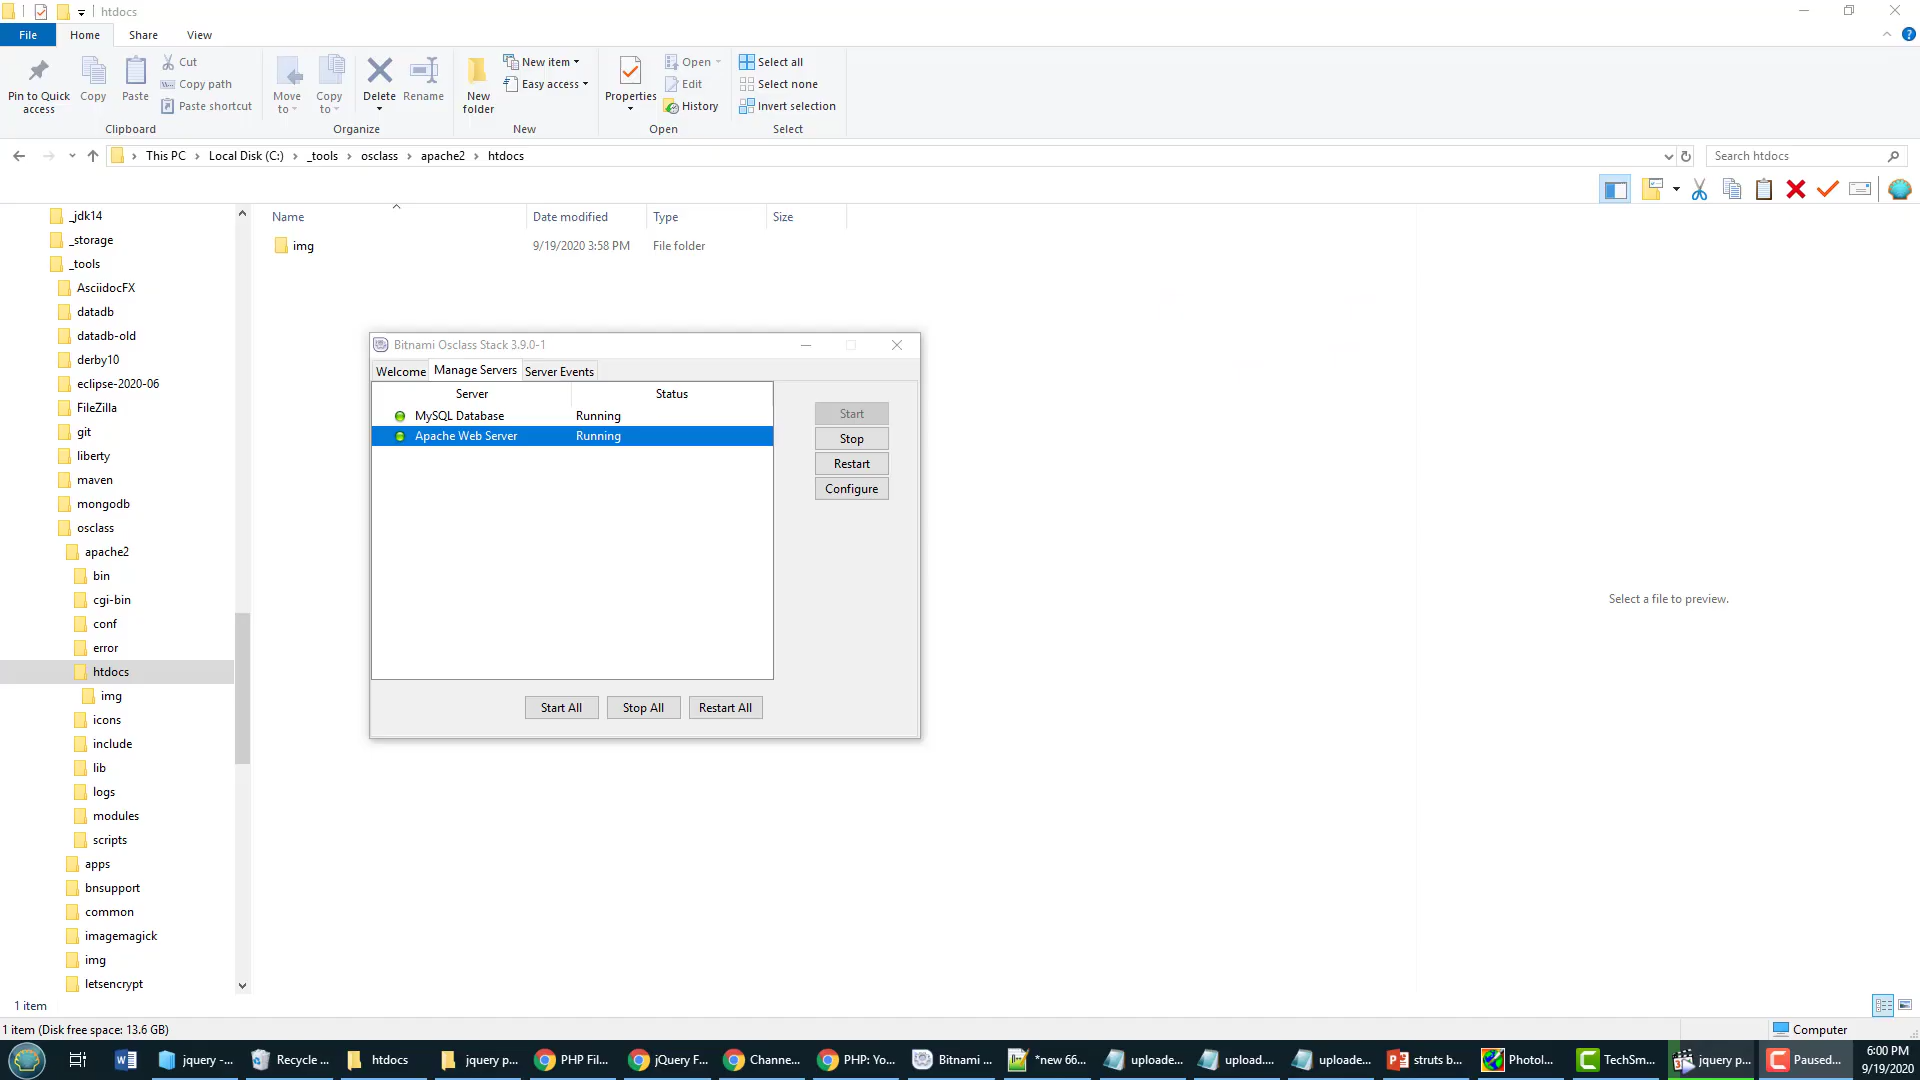 htdocs
File Home Share View
Pin to Quick access
Copy
Paste
Cut
Copy path
Paste shortcut
Clipboard
Move to
Copy to
Delete
Rename
Organize
New folder
New item
Easy access
New
Properties
Open
Edit
History
Open
Select all
Select none
Invert selection
Select
This PC › Local Disk (C:) › _tools › osclass › apache2 › htdocs
Search htdocs
_jdk14
_storage
_tools
AsciidocFX
datadb
datadb-old
derby10
eclipse-2020-06
FileZilla
git
liberty
maven
mongodb
osclass
apache2
bin
cgi-bin
conf
error
htdocs
img
icons
include
lib
logs
modules
scripts
apps
bnsupport
common
imagemagick
img
letsencrypt
Name Date modified Type Size
img 9/19/2020 3:58 PM File folder
Bitnami Osclass Stack 3.9.0-1
Welcome Manage Servers Server Events
Server Status
MySQL Database Running
Apache Web Server Running
Start
Stop
Restart
Configure
Start All Stop All Restart All
Select a file to preview.
1 item
1 item (Disk free space: 13.6 GB)
Computer
jquery -... Recycle ... htdocs jquery p... PHP Fil... jQuery F... Channe... PHP: Yo... Bitnami ... *new 66... uploade... upload.... uploade... struts b... Photol... TechSm... jquery p... Paused...
6:00 PM
9/19/2020